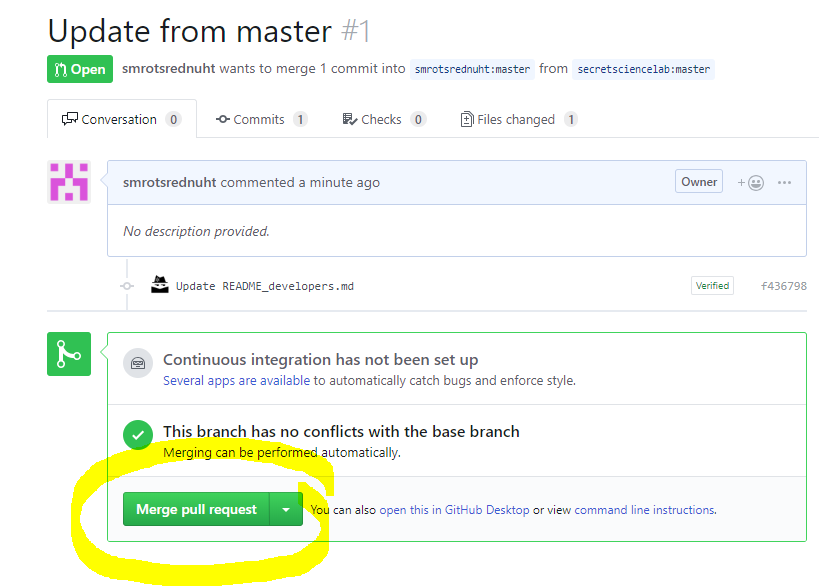 Update from master #1
Open smrotsrednuht wants to merge 1 commit into smrotsrednuht:master from secretsciencelab:master
Conversation 0 Commits 1 Checks 0 Files changed 1
smrotsrednuht commented a minute ago Owner
No description provided.
Update README_developers.md Verified f436798
Continuous integration has not been set up
Several apps are available to automatically catch bugs and enforce style.
This branch has no conflicts with the base branch
Merging can be performed automatically.
Merge pull request You can also open this in GitHub Desktop or view command line instructions.